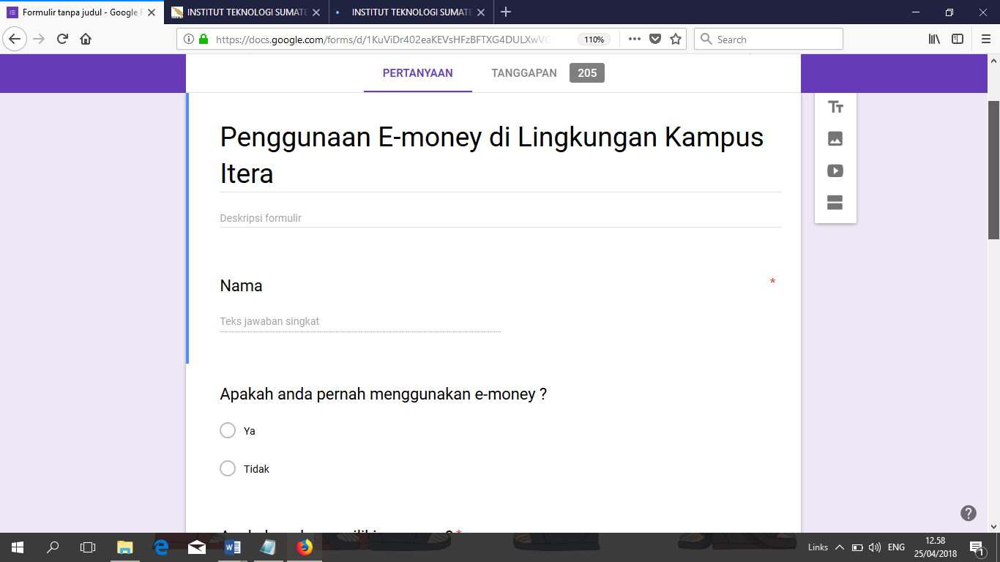 Formulir tanpa judul - Google F
INSTITUT TEKNOLOGI SUMATE
INSTITUT TEKNOLOGI SUMATE
https://docs.google.com/forms/d/1KuViDr402eaKEVsHFzBFTXG4DULXwVG
110%
Search
PERTANYAAN
TANGGAPAN
205
Penggunaan E-money di Lingkungan Kampus
Itera
Deskripsi formulir
Nama *
Teks jawaban singkat
Apakah anda pernah menggunakan e-money ?
Ya
Tidak
Links
ENG
12.58
25/04/2018
1